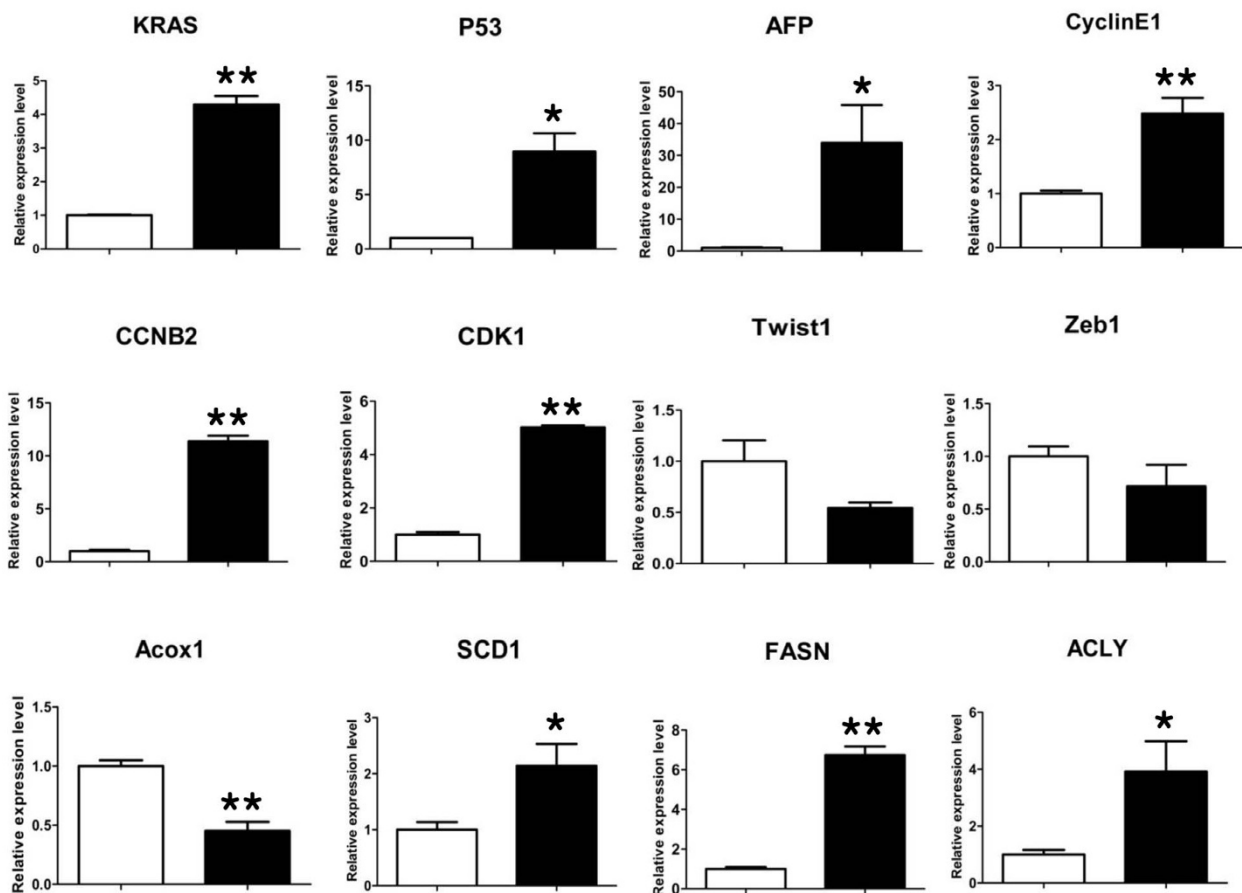 KRAS
P53
AFP
CyclinE1
Relative expression level
5
4
3
2
1
0
**
Relative expression level
15
10
5
0
*
Relative expression level
50
40
30
20
10
0
*
Relative expression level
3
2
1
0
**
CCNB2
CDK1
Twist1
Zeb1
Relative expression level
15
10
5
0
**
Relative expression level
6
4
2
0
**
Relative expression level
1.5
1.0
0.5
0.0
Relative expression level
1.5
1.0
0.5
0.0
Acox1
SCD1
FASN
ACLY
Relative expression level
1.5
1.0
0.5
0.0
**
Relative expression level
3
2
1
0
*
Relative expression level
8
6
4
2
0
**
Relative expression level
6
4
2
0
*